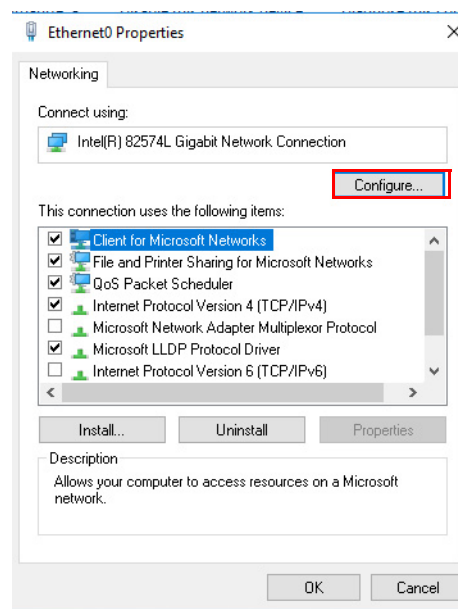 Ethernet0 Properties
Networking
Connect using:
Intel(R) 82574L Gigabit Network Connection
Configure...
This connection uses the following items:
Client for Microsoft Networks
File and Printer Sharing for Microsoft Networks
QoS Packet Scheduler
Internet Protocol Version 4 (TCP/IPv4)
Microsoft Network Adapter Multiplexor Protocol
Microsoft LLDP Protocol Driver
Internet Protocol Version 6 (TCP/IPv6)
Install... Uninstall Properties
Description
Allows your computer to access resources on a Microsoft
network.
OK Cancel